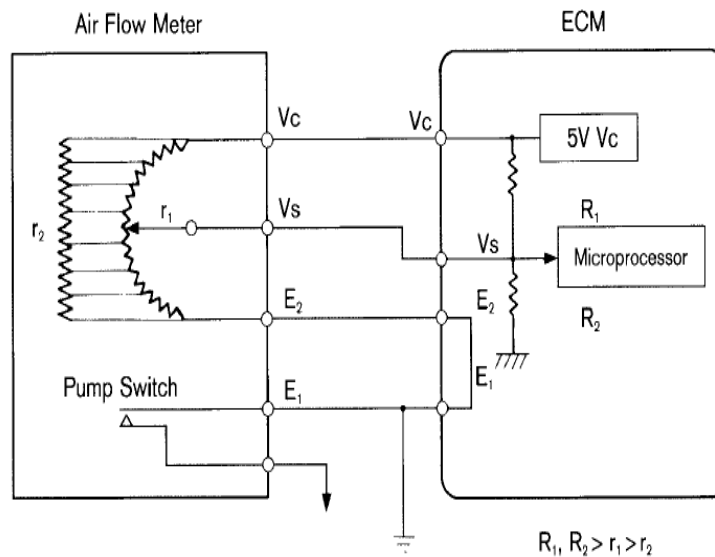 Air Flow Meter
ECM
Vc
Vc
5V Vc
r₂
r₁
Vs
Vs
R₁
Microprocessor
E₂
E₂
R₂
Pump Switch
E₁
E₁
R₁, R₂ > r₁ > r₂